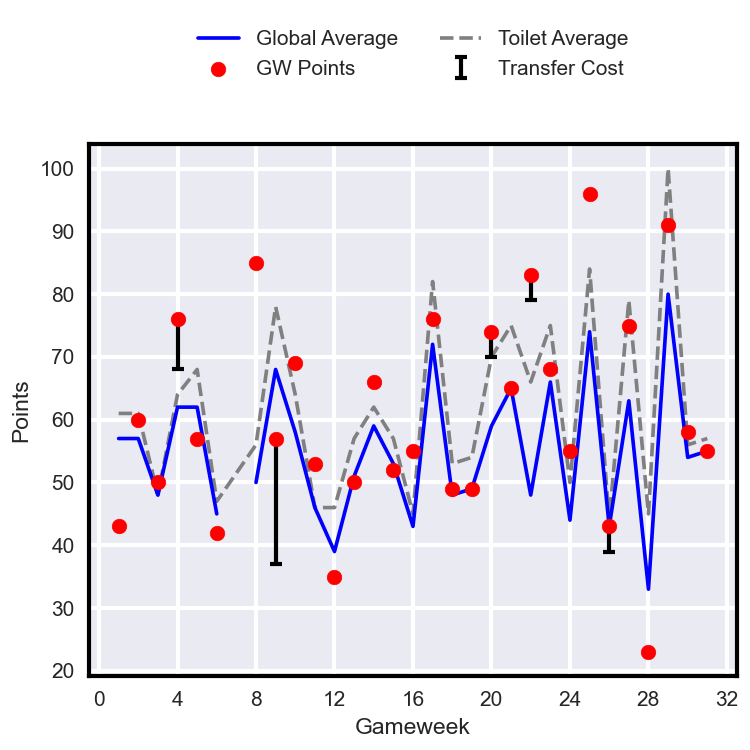 Global Average
Toilet Average
GW Points
Transfer Cost
100
90
80
70
60
50
40
30
20
Points
0 4 8 12 16 20 24 28 32
Gameweek